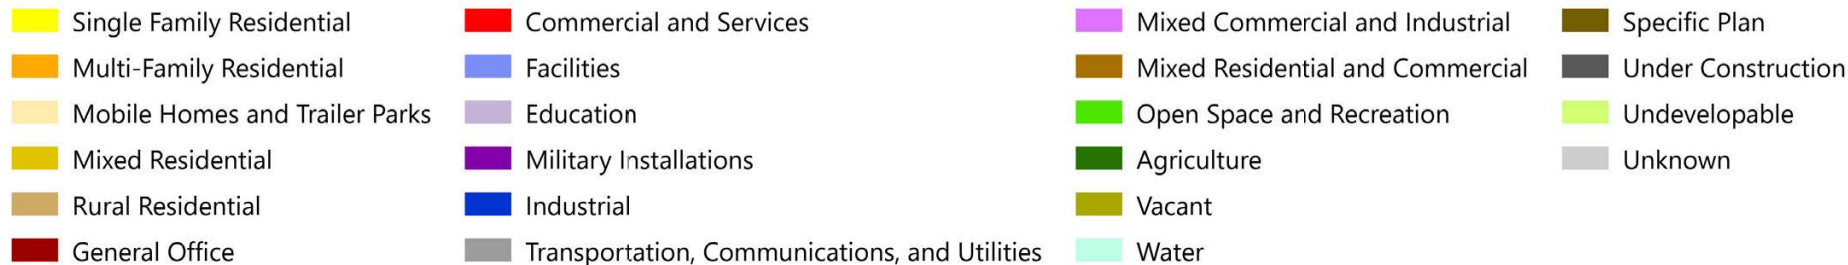 Single Family Residential
Multi-Family Residential
Mobile Homes and Trailer Parks
Mixed Residential
Rural Residential
General Office
Commercial and Services
Facilities
Education
Military Installations
Industrial
Transportation, Communications, and Utilities
Mixed Commercial and Industrial
Mixed Residential and Commercial
Open Space and Recreation
Agriculture
Vacant
Water
Specific Plan
Under Construction
Undevelopable
Unknown